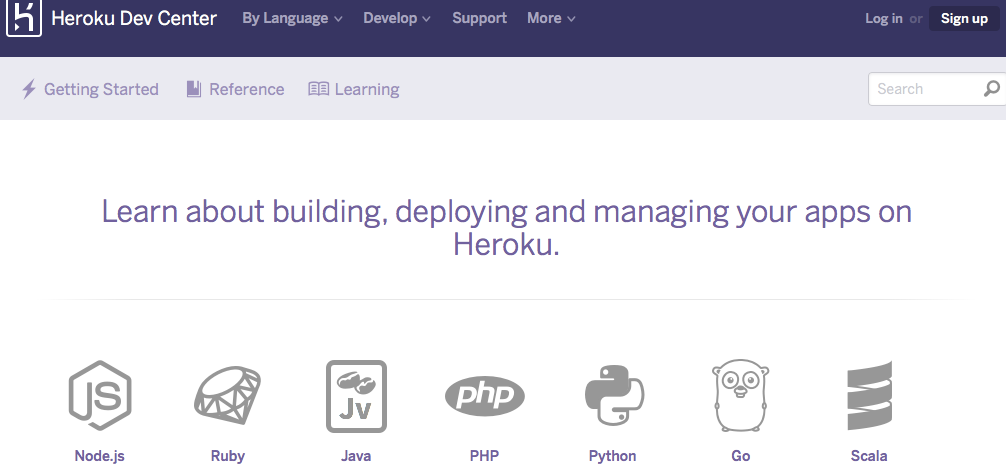 Heroku Dev Center By Language Develop Support More Log in or Sign up
Getting Started Reference Learning Search
Learn about building, deploying and managing your apps on
Heroku.
JS Jv php
Node.js Ruby Java PHP Python Go Scala